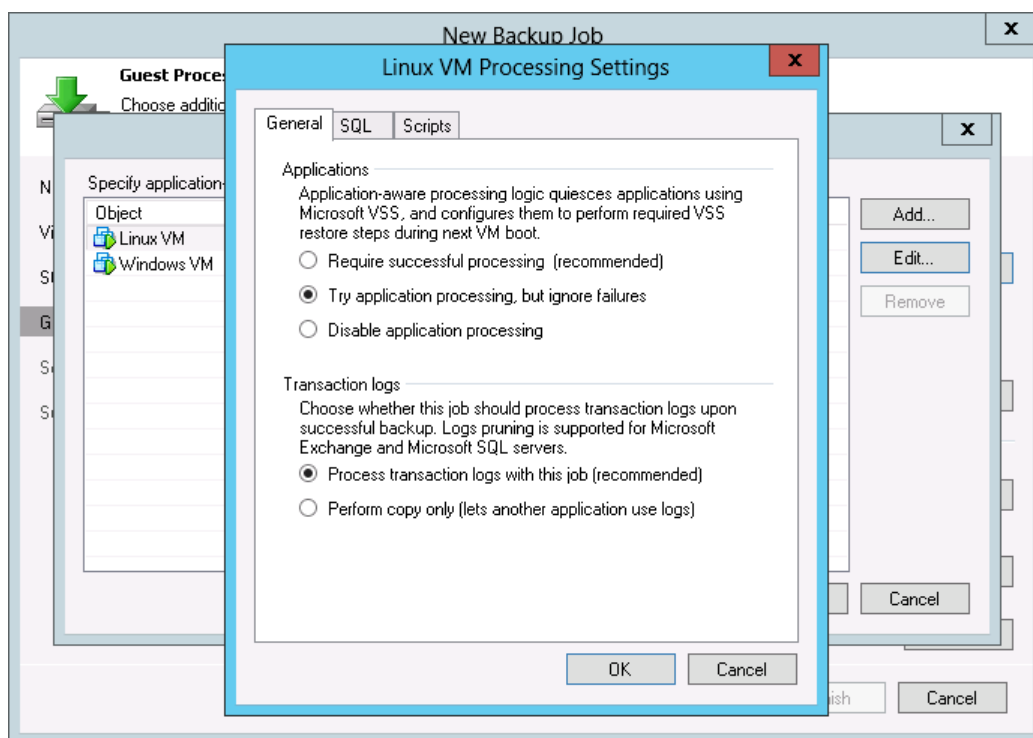 New Backup Job
Linux VM Processing Settings
Guest
Choose
General SQL Scripts
Applications
Application-aware processing logic quiesces applications using
Microsoft VSS, and configures them to perform required VSS
restore steps during next VM boot.
Require successful processing (recommended)
Try application processing, but ignore failures
Disable application processing
Transaction logs
Choose whether this job should process transaction logs upon
successful backup. Logs pruning is supported for Microsoft
Exchange and Microsoft SQL servers.
Process transaction logs with this job (recommended)
Perform copy only (lets another application use logs)
OK Cancel
Specify application-
Object
Linux VM
Windows VM
Add...
Edit...
Remove
Cancel
Cancel